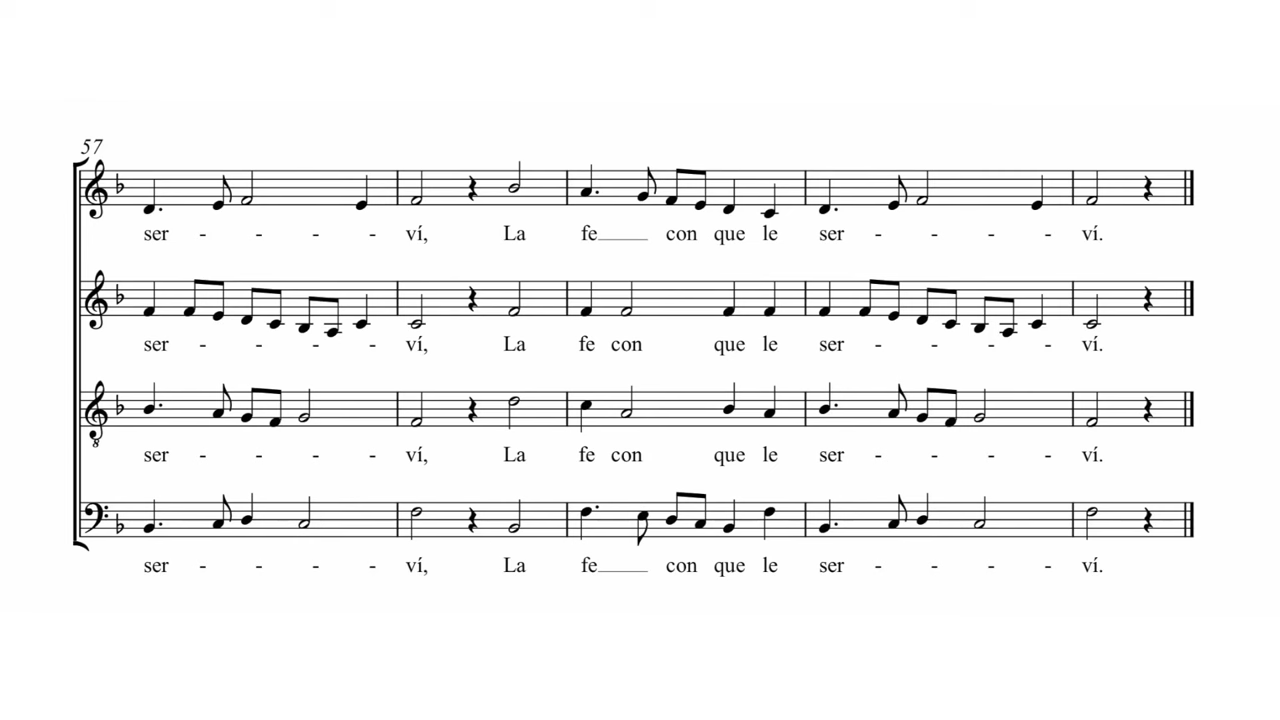 57
ser - - - - ví, La fe con que le ser - - - - ví.
ser - - - - ví, La fe con que le ser - - - - ví.
8
ser - - - - ví, La fe con que le ser - - - - ví.
ser - - - - ví, La fe con que le ser - - - - ví.